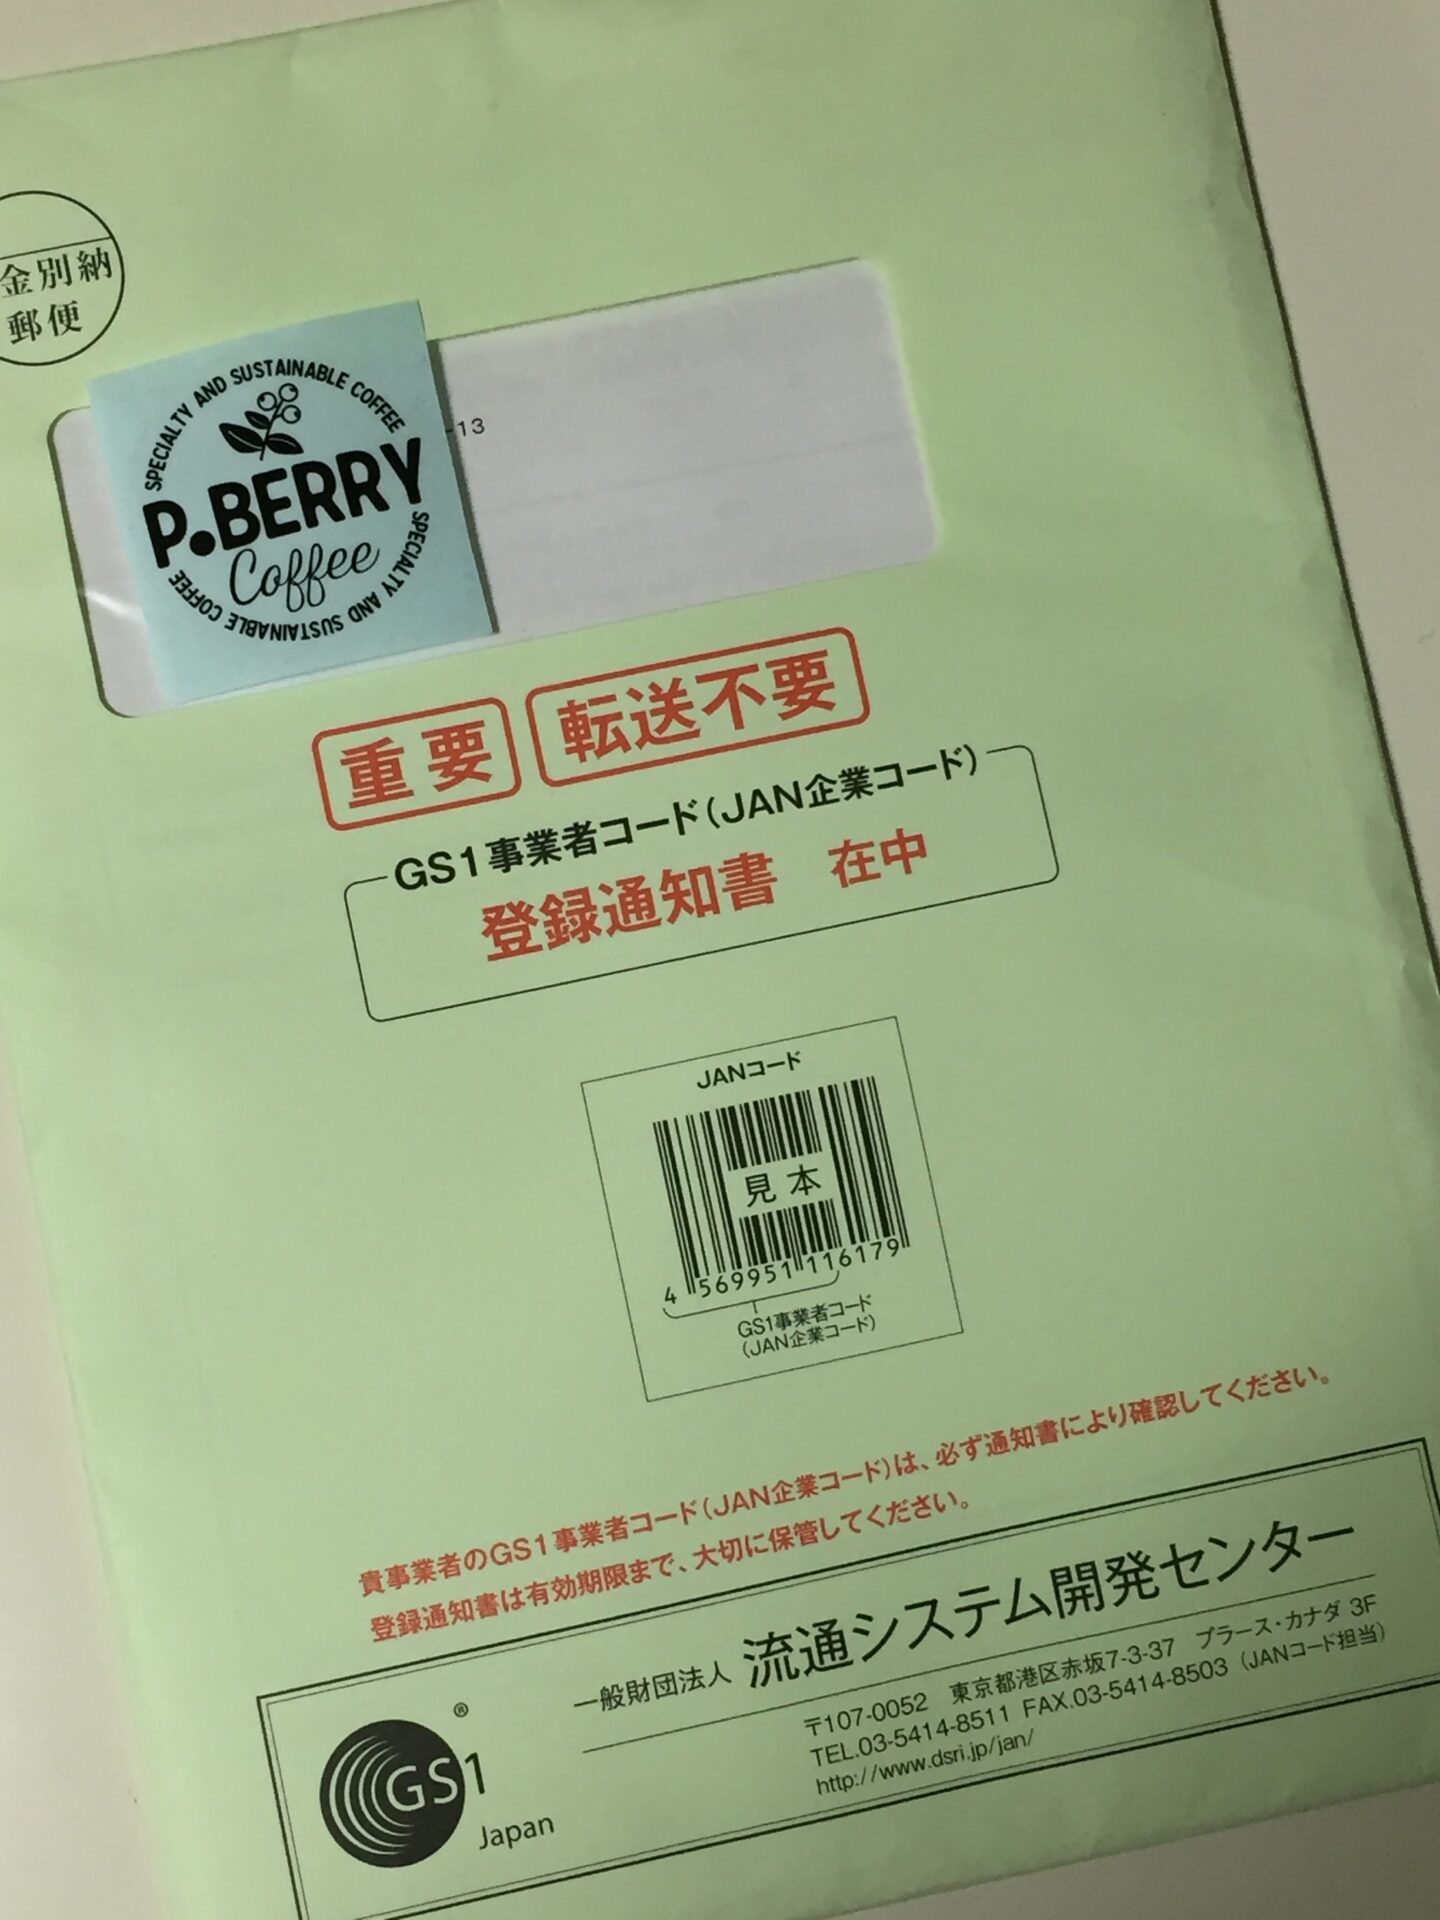 金別納
郵便
SPECIALTY AND SUSTAINABLE COFFEE
P.BERRY
Coffee
SPECIALTY AND SUSTAINABLE COFFEE
-13
重要 転送不要
GS1事業者コード(JAN企業コード)
登録通知書 在中
JANコード
見本
4 569951 116179
GS1事業者コード
(JAN企業コード)
貴事業者のGS1事業者コード(JAN企業コード)は、必ず通知書により確認してください。
登録通知書は有効期限まで、大切に保管してください。
一般財団法人 流通システム開発センター
〒107-0052 東京都港区赤坂7-3-37 プラース・カナダ 3F
TEL.03-5414-8511 FAX.03-5414-8503 (JANコード担当)
http://www.dsri.jp/jan/
GS1®
Japan